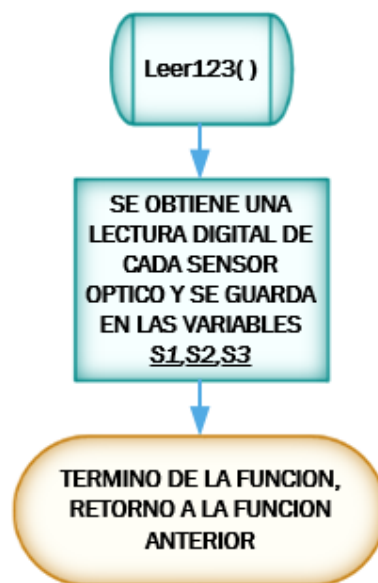 Leer123( )
SE OBTIENE UNA
LECTURA DIGITAL DE
CADA SENSOR
OPTICO Y SE GUARDA
EN LAS VARIABLES
S1,S2,S3
TERMINO DE LA FUNCION,
RETORNO A LA FUNCION
ANTERIOR